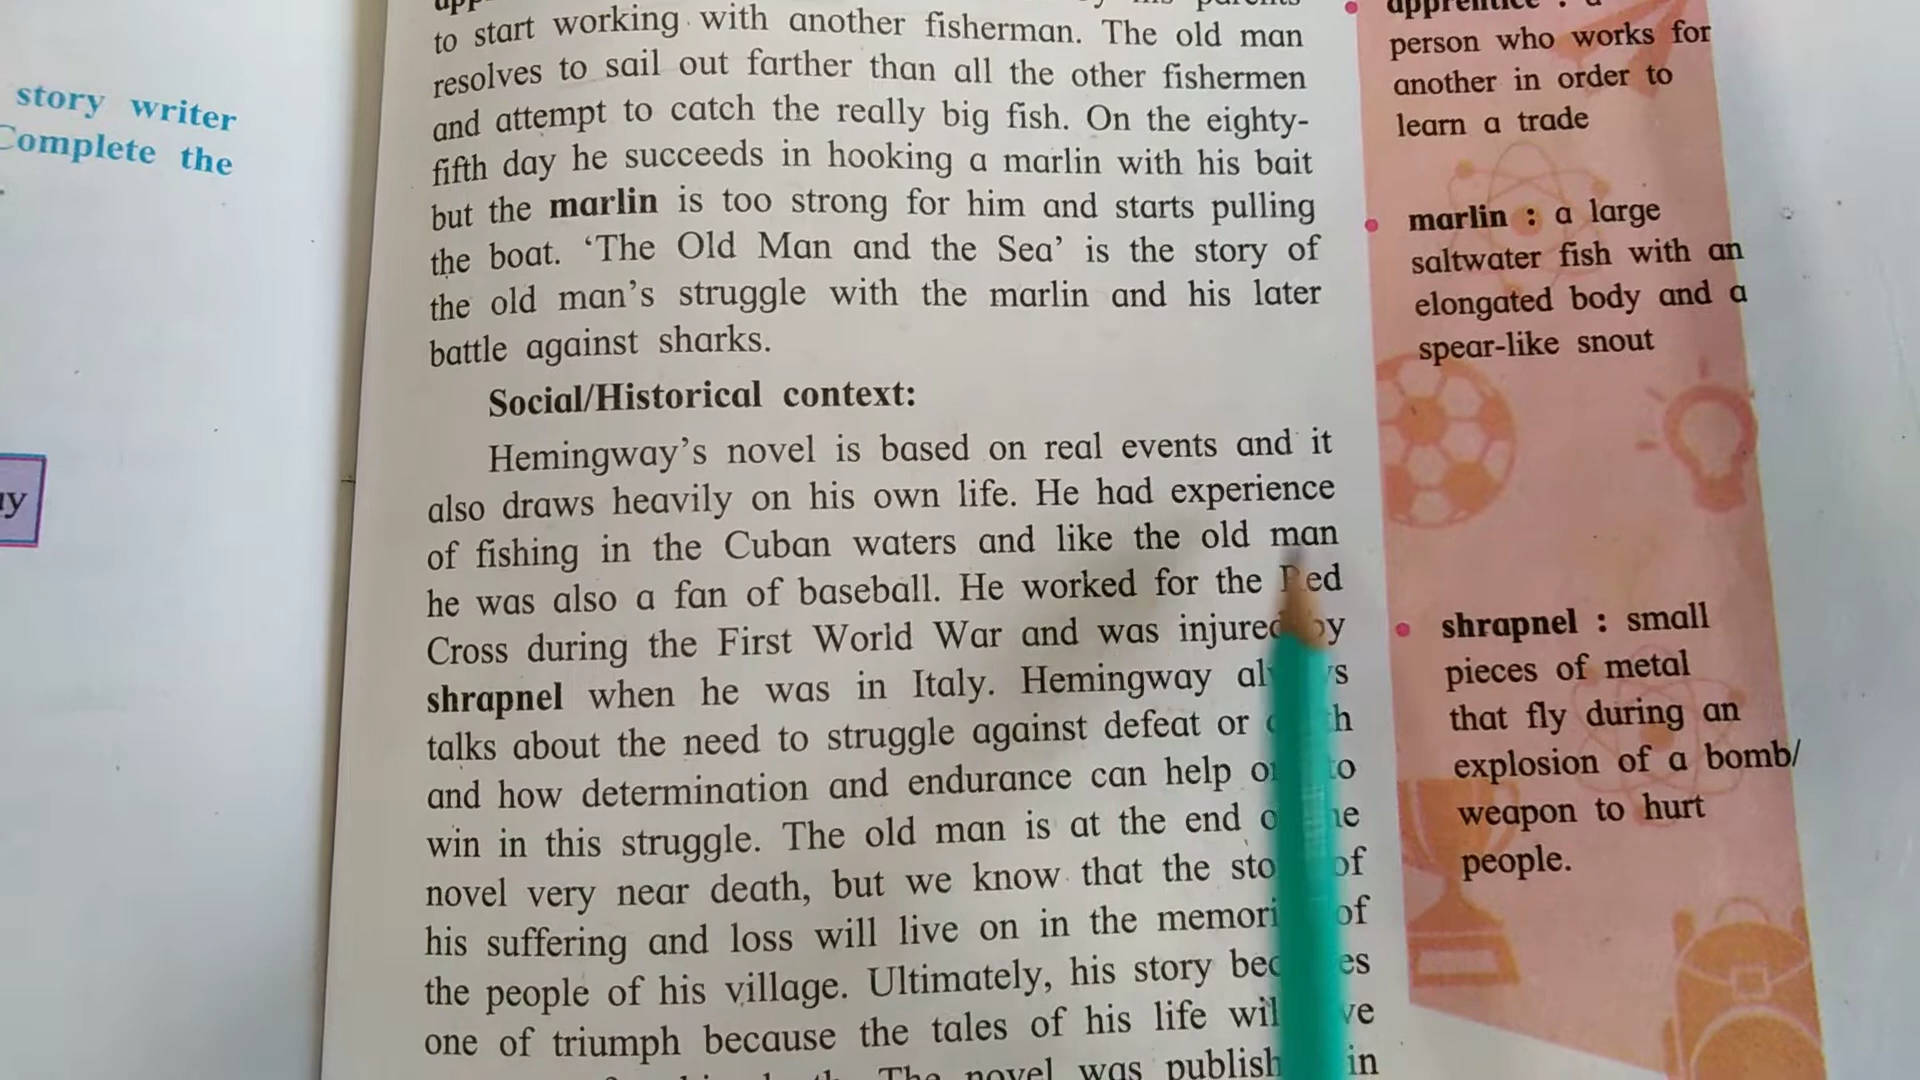 story writer
Complete the
to start working with another fisherman. The old man
resolves to sail out farther than all the other fishermen
and attempt to catch the really big fish. On the eighty-
fifth day he succeeds in hooking a marlin with his bait
but the marlin is too strong for him and starts pulling
the boat. ‘The Old Man and the Sea’ is the story of
the old man’s struggle with the marlin and his later
battle against sharks.
Social/Historical context:
Hemingway’s novel is based on real events and it
also draws heavily on his own life. He had experience
of fishing in the Cuban waters and like the old man
he was also a fan of baseball. He worked for the Red
Cross during the First World War and was injured by
shrapnel when he was in Italy. Hemingway
talks about the need to struggle against defeat or
and how determination and endurance can help to
win in this struggle. The old man is at the end
novel very near death, but we know that the of
his suffering and loss will live on in the of
the people of his village. Ultimately, his story
one of triumph because the tales of his life
The novel was in
apprentice : a
person who works for
another in order to
learn a trade
marlin : a large
saltwater fish with an
elongated body and a
spear-like snout
shrapnel : small
pieces of metal
that fly during an
explosion of a bomb/
weapon to hurt
people.